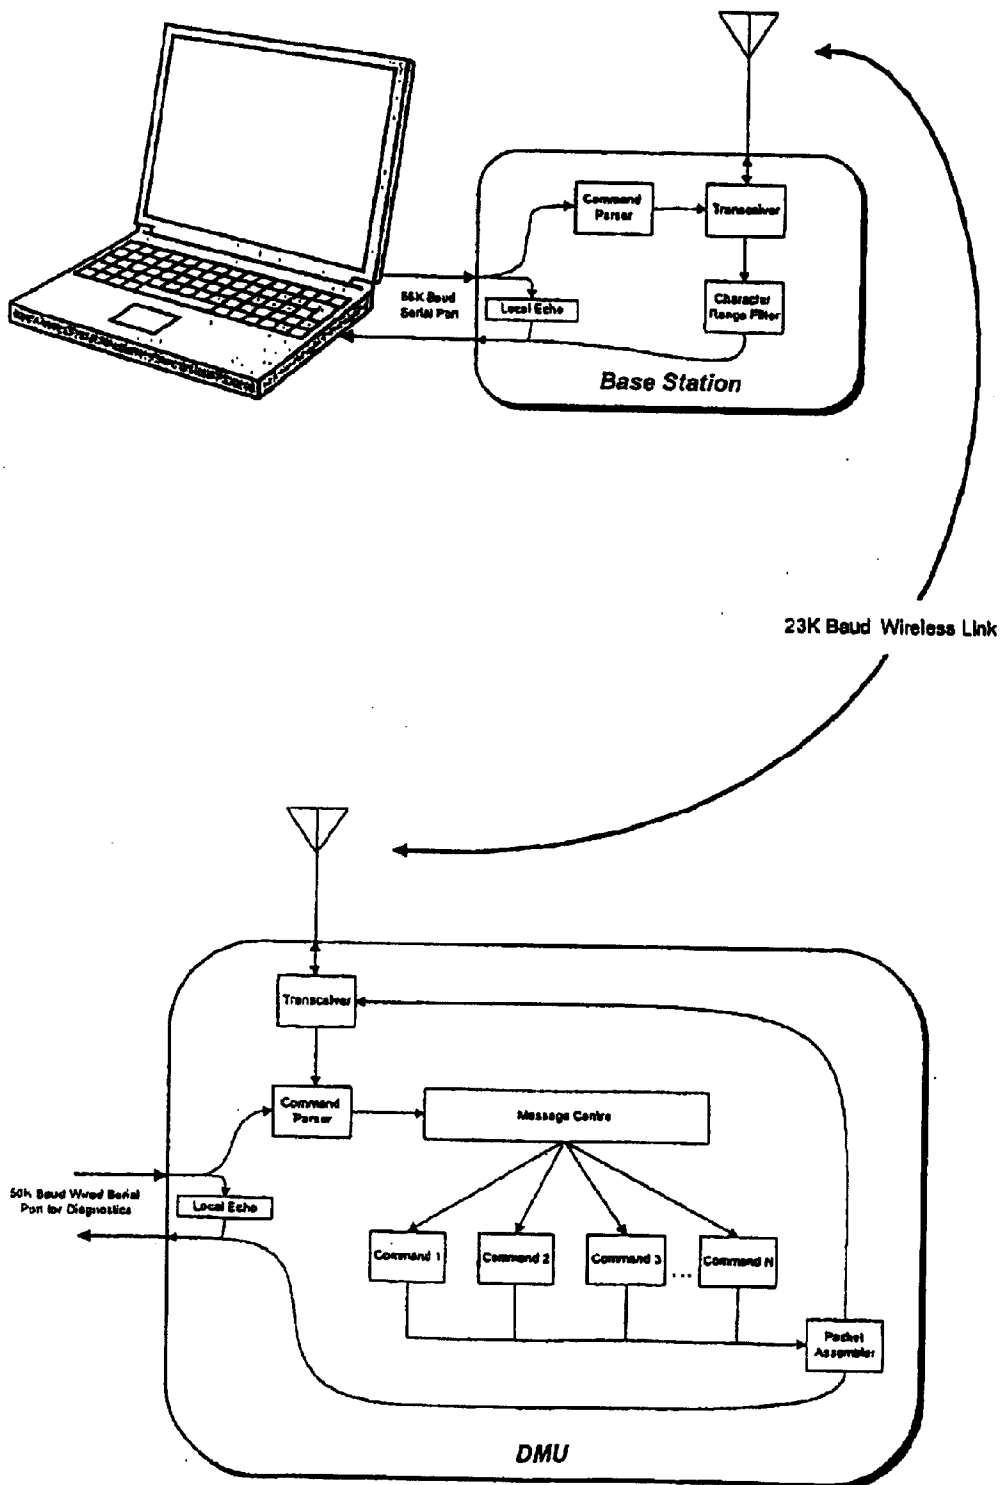 Command
Parser
Transceiver
56K Baud
Serial Port
Local Echo
Character
Range Filter
Base Station
23K Baud Wireless Link
Transceiver
Command
Parser
Message Centre
Baud Wired Serial
Port for Diagnostics
Local Echo
Command 1
Command 2
Command 3
...
Command N
Packet
Assembler
DMU